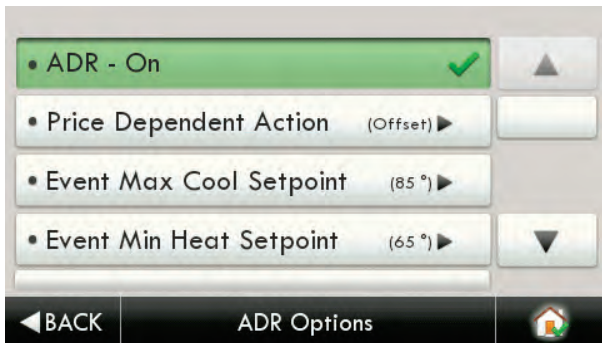 • ADR - On
• Price Dependent Action (Offset)
• Event Max Cool Setpoint (85 °)
• Event Min Heat Setpoint (65 °)
BACK ADR Options